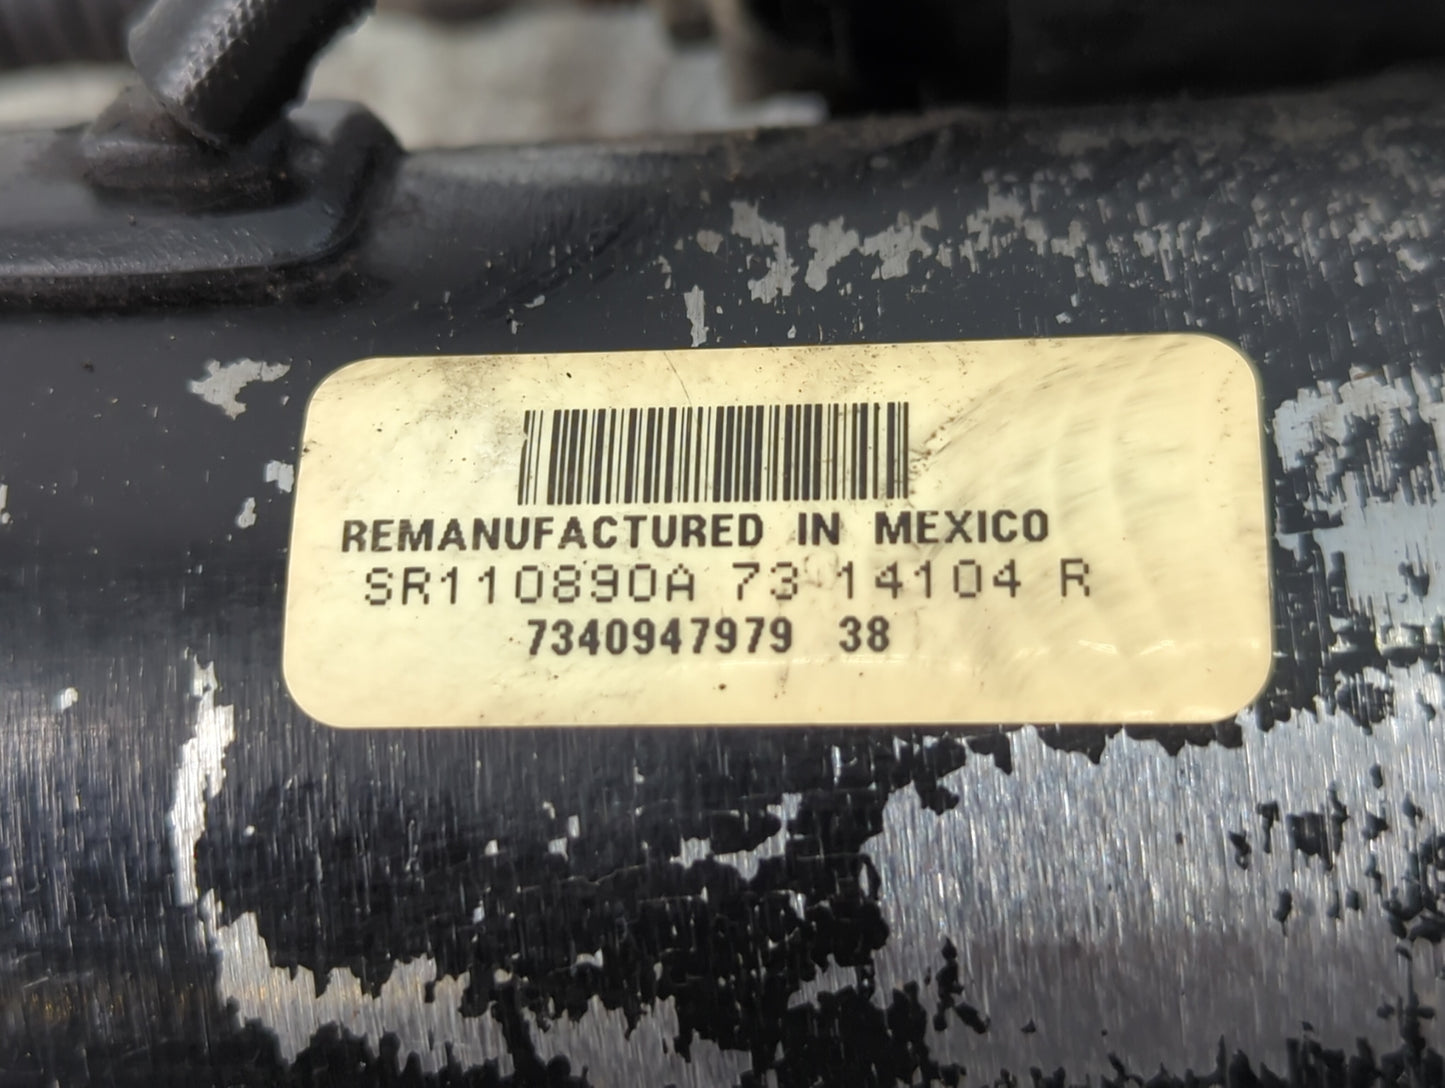 REMANUFACTURED IN MEXICO
SR110890A 73 14104 R
7340947979 38